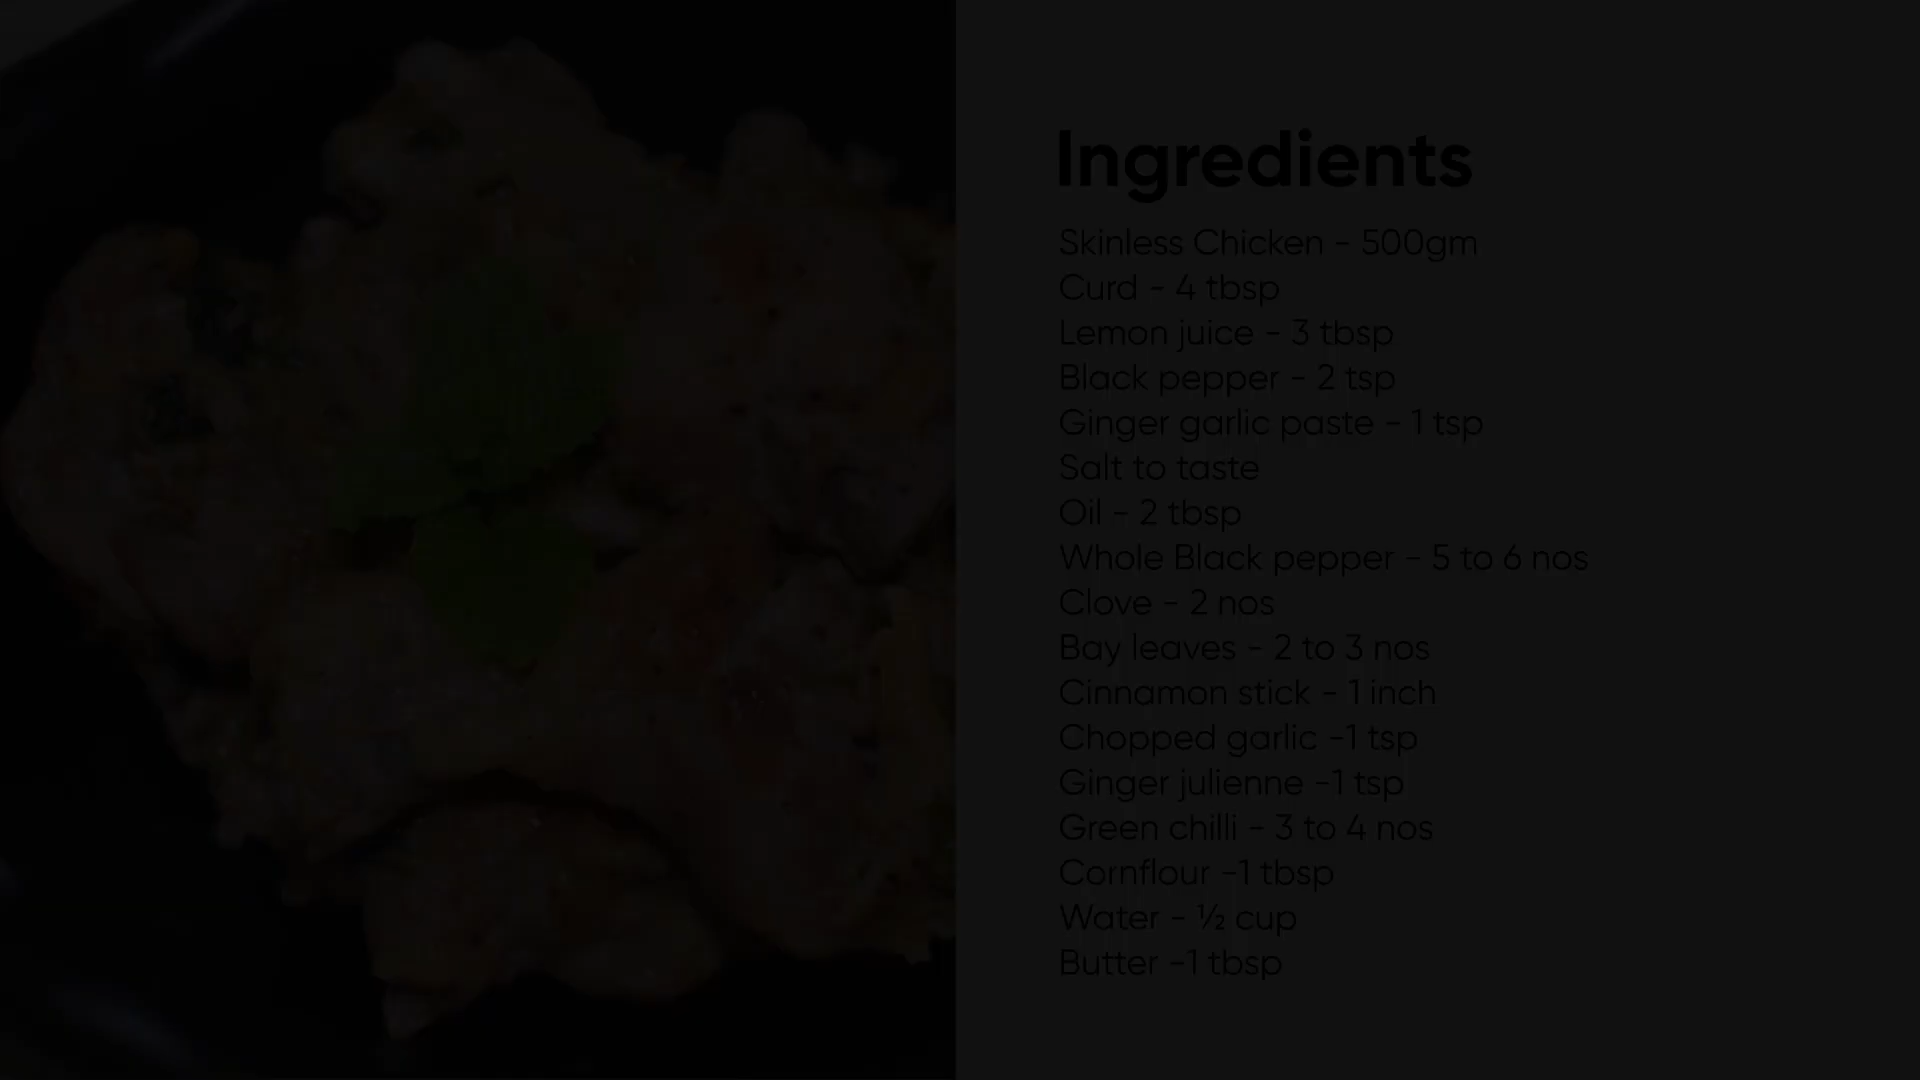 Ingredients
Skinless Chicken - 500gm
Curd - 4 tbsp
Lemon juice - 3 tbsp
Black pepper - 2 tsp
Ginger garlic paste - 1 tsp
Salt to taste
Oil - 2 tbsp
Whole Black pepper - 5 to 6 nos
Clove - 2 nos
Bay leaves - 2 to 3 nos
Cinnamon stick - 1 inch
Chopped garlic -1 tsp
Ginger julienne -1 tsp
Green chilli - 3 to 4 nos
Cornflour -1 tbsp
Water - ½ cup
Butter -1 tbsp